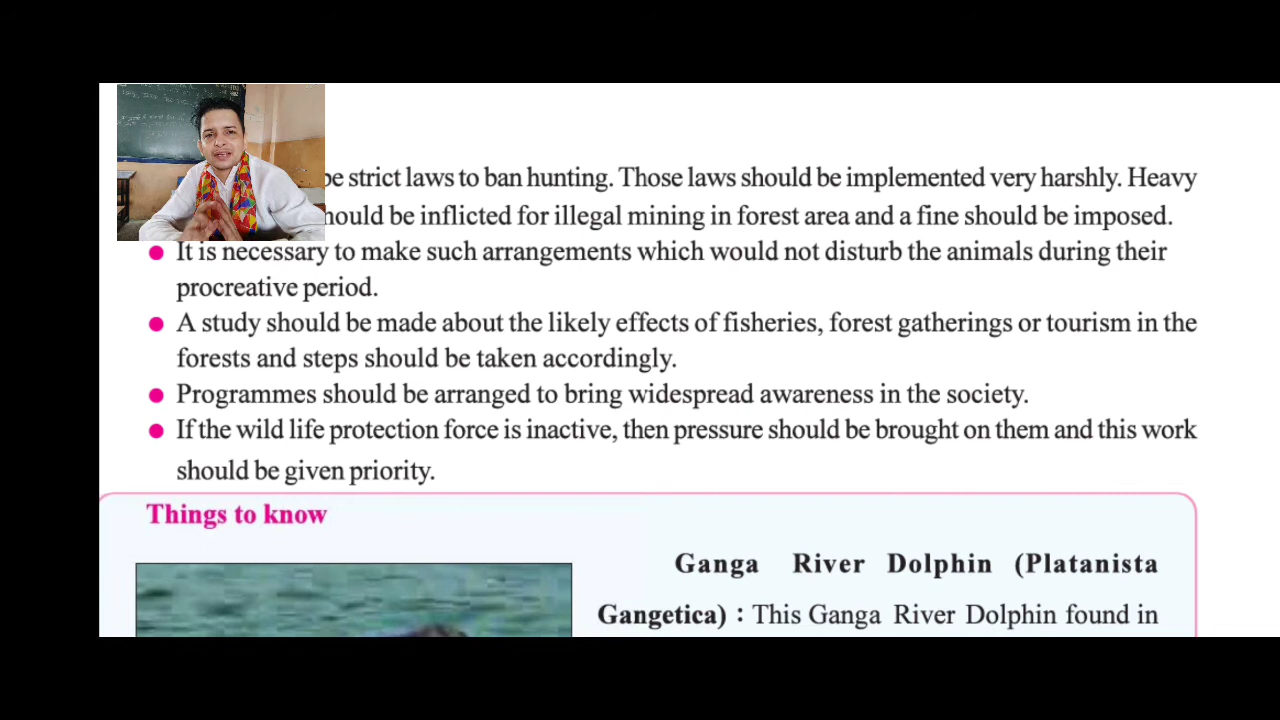 be strict laws to ban hunting. Those laws should be implemented very harshly. Heavy
hould be inflicted for illegal mining in forest area and a fine should be imposed.
● It is necessary to make such arrangements which would not disturb the animals during their
procreative period.
● A study should be made about the likely effects of fisheries, forest gatherings or tourism in the
forests and steps should be taken accordingly.
● Programmes should be arranged to bring widespread awareness in the society.
● If the wild life protection force is inactive, then pressure should be brought on them and this work
should be given priority.
Things to know
Ganga River Dolphin (Platanista
Gangetica) : This Ganga River Dolphin found in